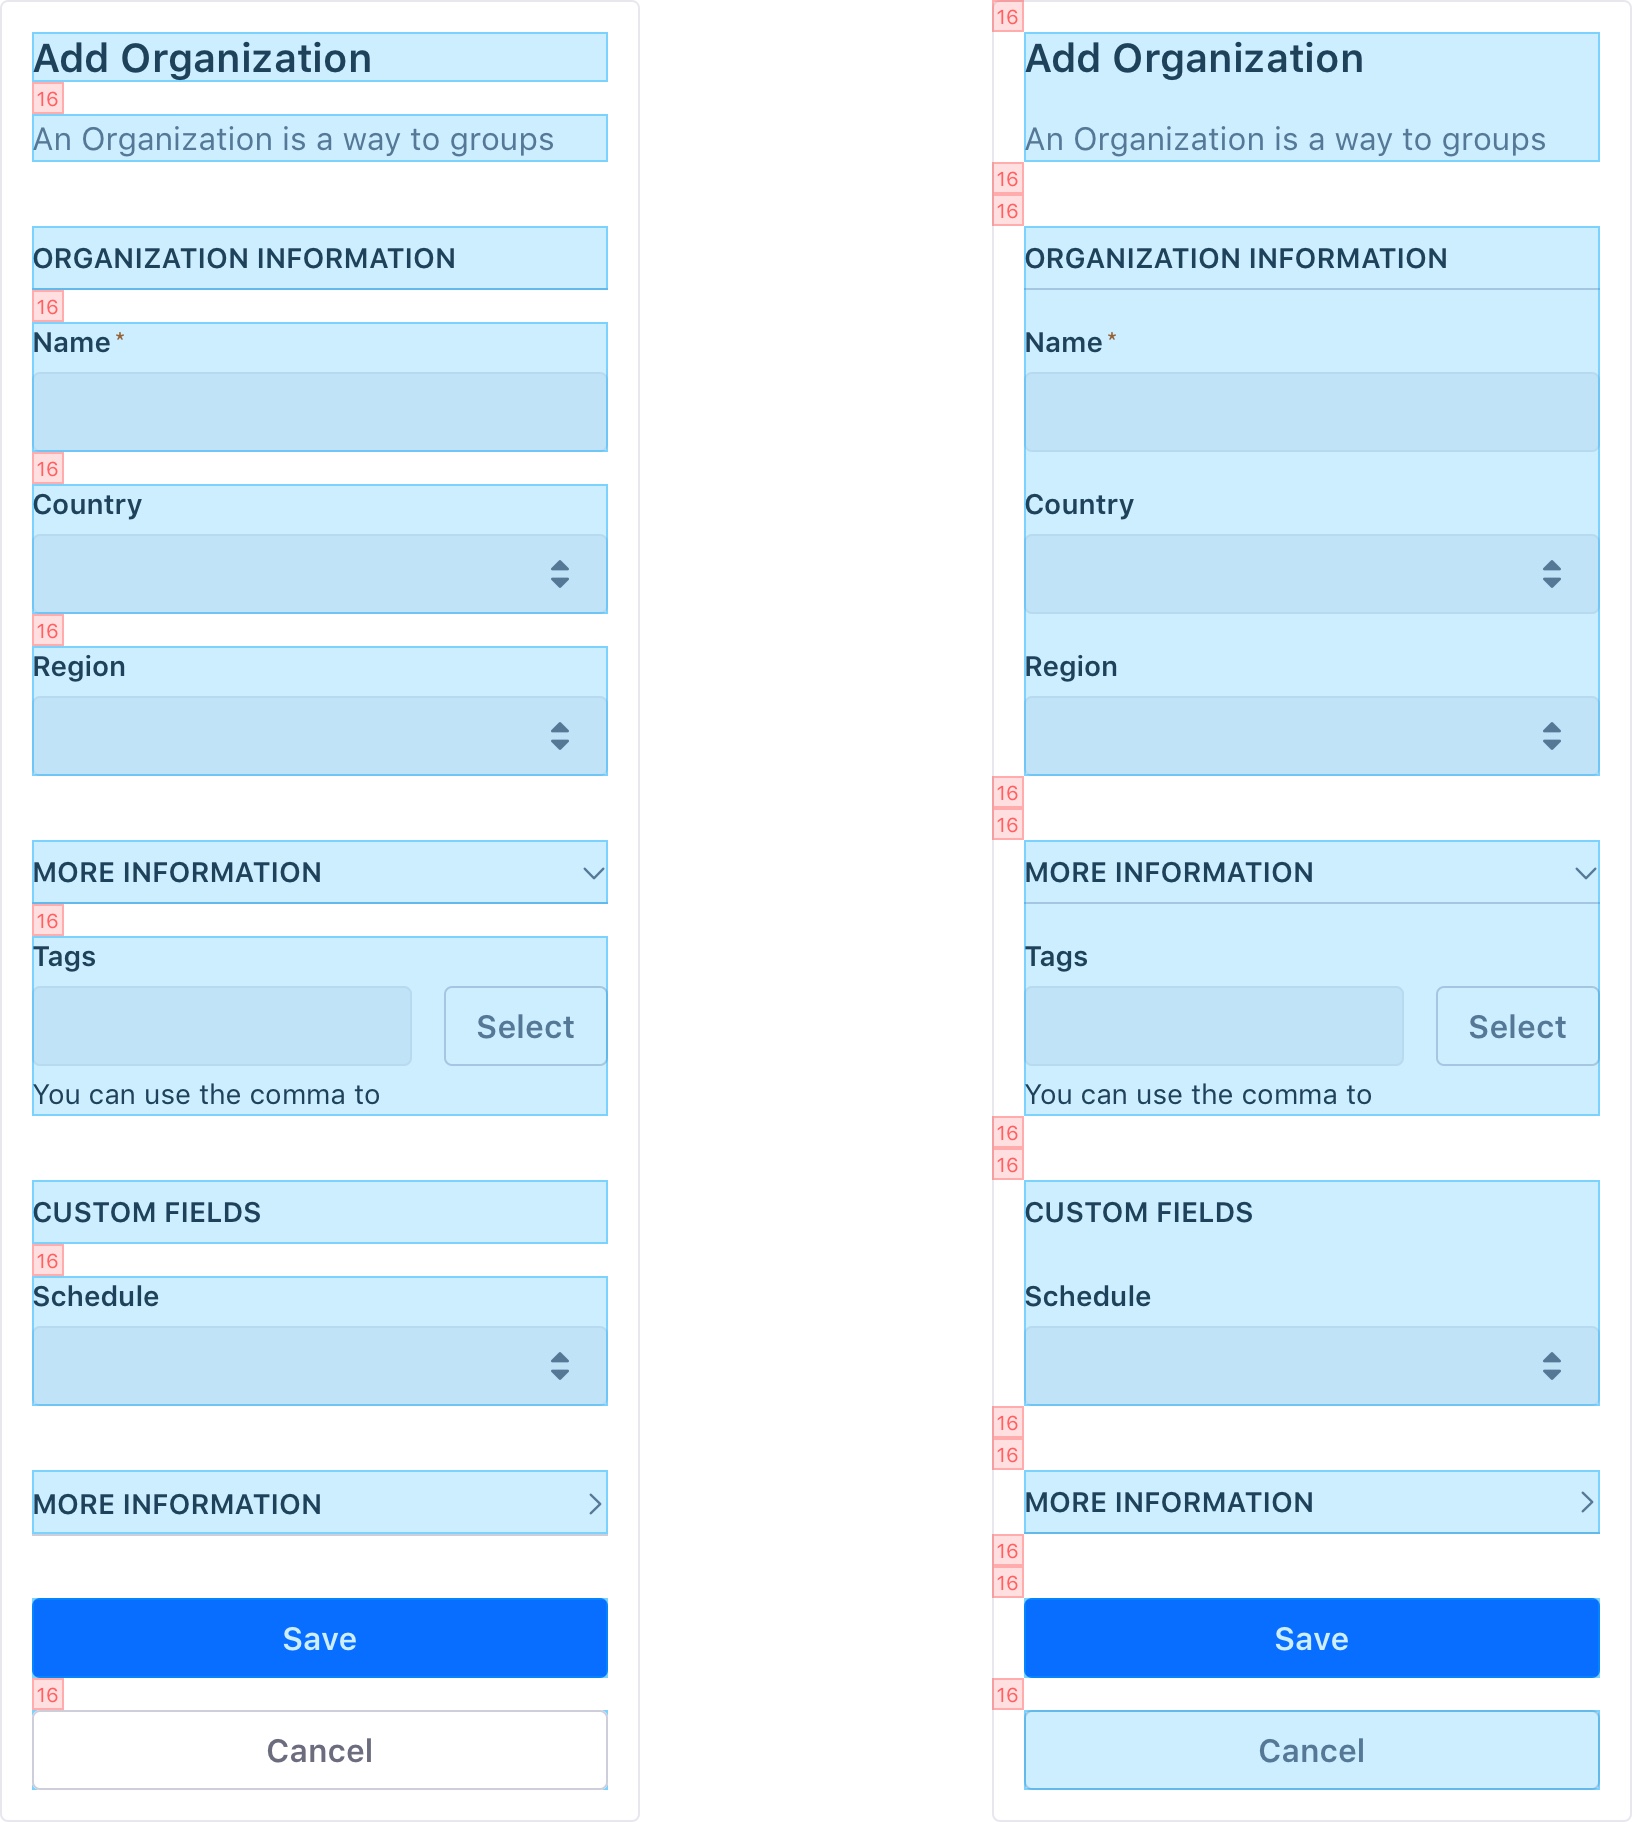 Add Organization
16
An Organization is a way to groups
ORGANIZATION INFORMATION
16
Name *
16
Country
16
Region
MORE INFORMATION
16
Tags
Select
You can use the comma to
CUSTOM FIELDS
16
Schedule
MORE INFORMATION
Save
16
Cancel
16
Add Organization
An Organization is a way to groups
16
16
ORGANIZATION INFORMATION
Name *
Country
Region
16
16
MORE INFORMATION
Tags
Select
You can use the comma to
16
16
CUSTOM FIELDS
Schedule
16
16
MORE INFORMATION
16
16
Save
16
Cancel